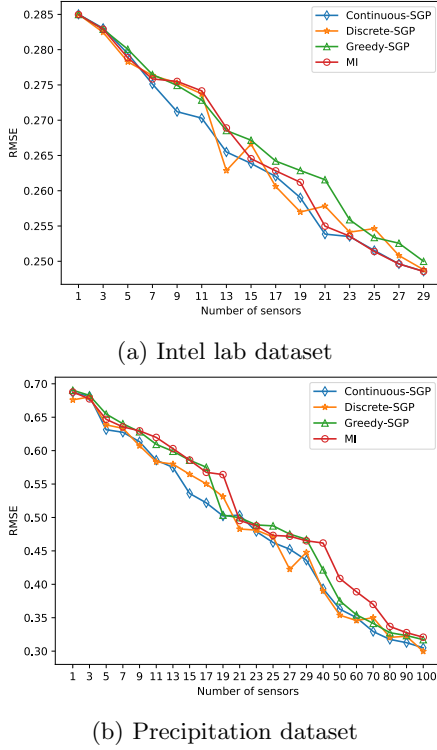 0.285
0.280
0.275
0.270
0.265
0.260
0.255
0.250
RMSE
Continuous-SGP
Discrete-SGP
Greedy-SGP
MI
1 3 5 7 9 11 13 15 17 19 21 23 25 27 29
Number of sensors
(a) Intel lab dataset
0.70
0.65
0.60
0.55
0.50
0.45
0.40
0.35
0.30
RMSE
Continuous-SGP
Discrete-SGP
Greedy-SGP
MI
1 3 5 7 9 11 13 15 17 19 21 23 25 27 29 40 50 60 70 80 90 100
Number of sensors
(b) Precipitation dataset